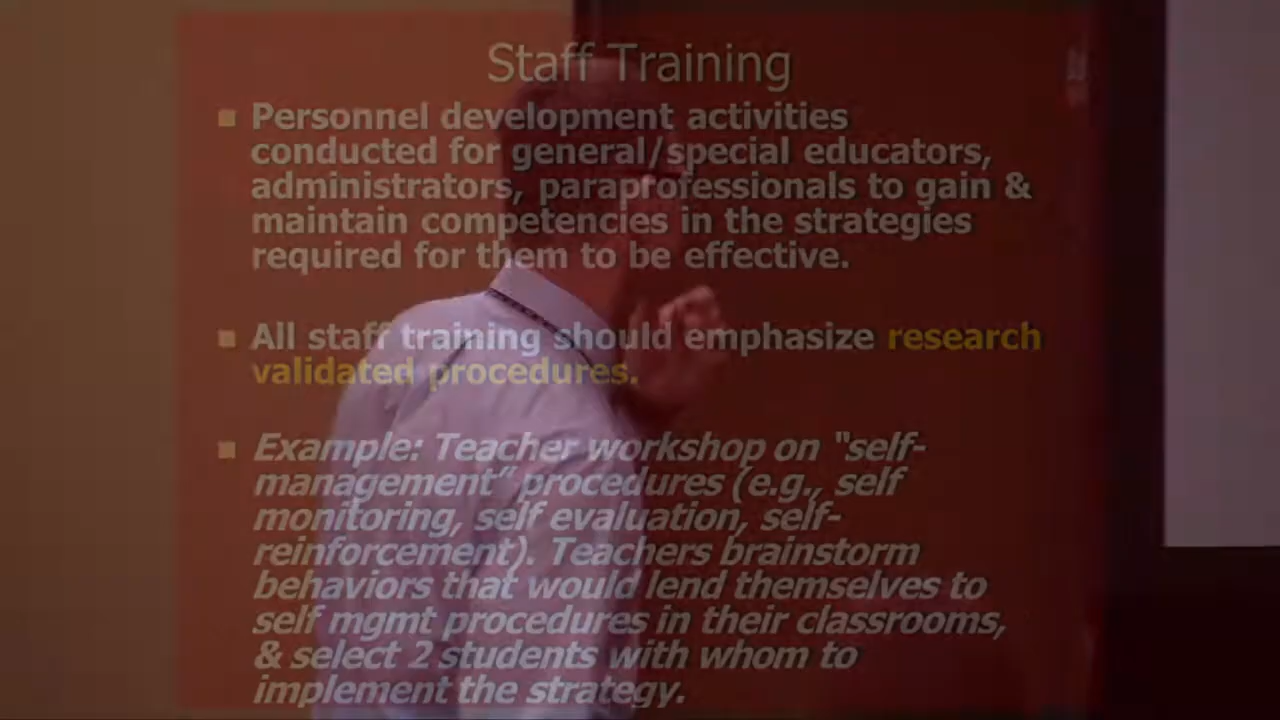 Staff Training
Personnel development activities
conducted for general/special educators,
administrators, paraprofessionals to gain &
maintain competencies in the strategies
required for them to be effective.
All staff training should emphasize research
validated procedures.
Example: Teacher workshop on "self-
management" procedures (e.g., self
monitoring, self evaluation, self-
reinforcement). Teachers brainstorm
behaviors that would lend themselves to
self mgmt procedures in their classrooms,
& select 2 students with whom to
implement the strategy.